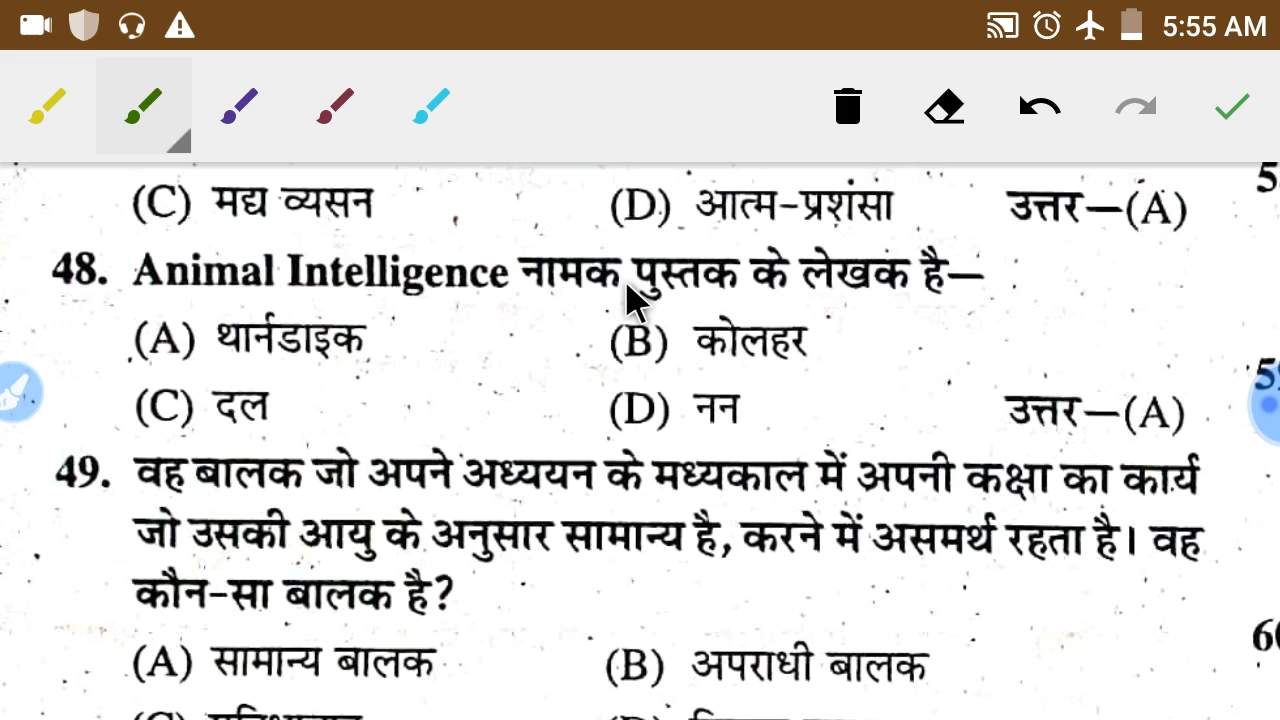 5:55 AM
(C) मद्य व्यसन (D) आत्म-प्रशंसा उत्तर—(A)
48. Animal Intelligence नामक पुस्तक के लेखक है—
(A) थार्नडाइक (B) कोलहर
(C) दल (D) नन उत्तर—(A)
49. वह बालक जो अपने अध्ययन के मध्यकाल में अपनी कक्षा का कार्य
जो उसकी आयु के अनुसार सामान्य है, करने में असमर्थ रहता है। वह
कौन-सा बालक है?
(A) सामान्य बालक (B) अपराधी बालक